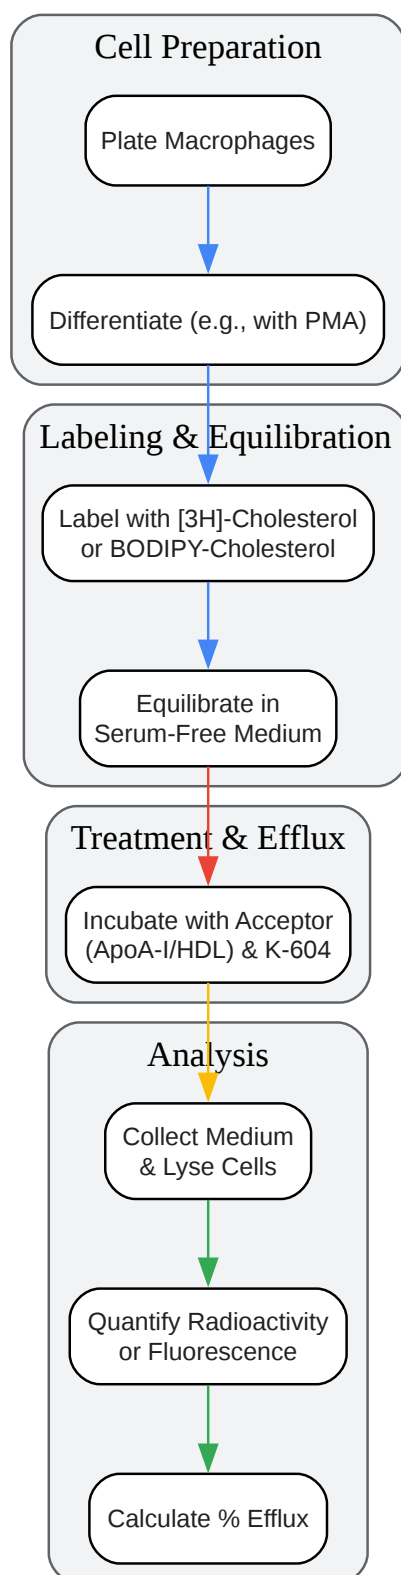 Cell Preparation
Plate Macrophages
Differentiate (e.g., with PMA)
Labeling & Equilibration
Label with [3H]-Cholesterol
or BODIPY-Cholesterol
Equilibrate in
Serum-Free Medium
Treatment & Efflux
Incubate with Acceptor
(ApoA-I/HDL) & K-604
Analysis
Collect Medium
& Lyse Cells
Quantify Radioactivity
or Fluorescence
Calculate % Efflux